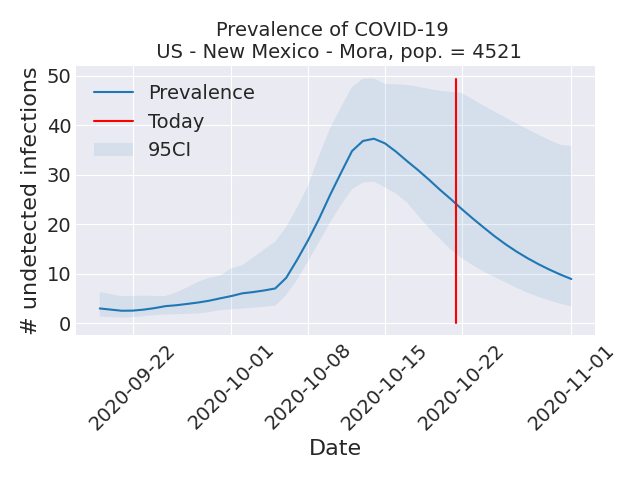 Prevalence of COVID-19
US - New Mexico - Mora, pop. = 4521
# undetected infections
50
40
30
20
10
0
Prevalence
Today
95CI
2020-09-22
2020-10-01
2020-10-08
2020-10-15
2020-10-22
2020-11-01
Date